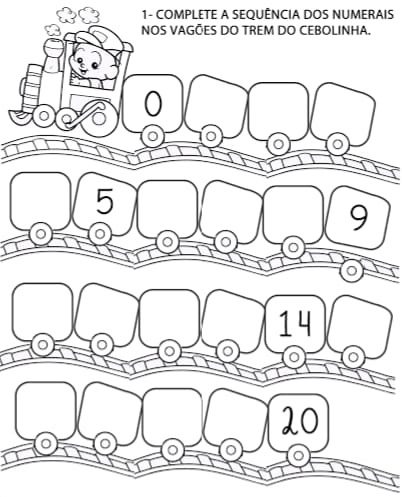 1- COMPLETE A SEQUÊNCIA DOS NUMERAIS
NOS VAGÕES DO TREM DO CEBOLINHA.
0
5 9
14
20